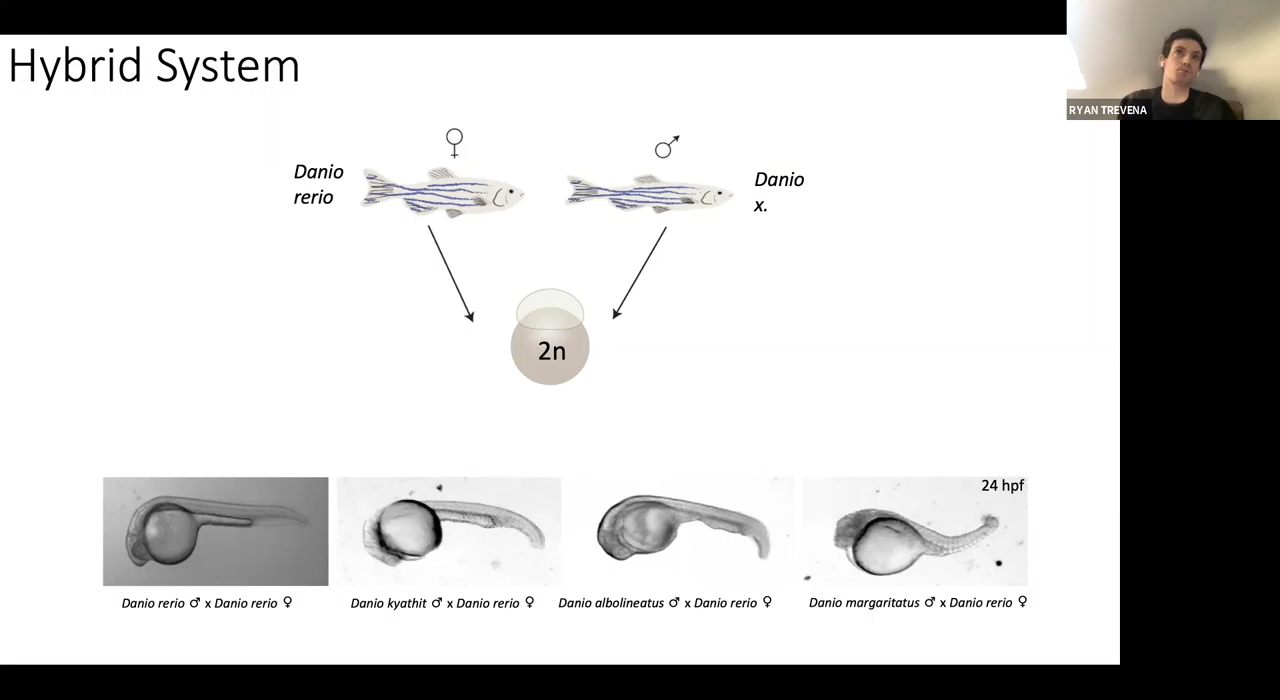 Hybrid System
RYAN TREVENA
♀
♂
Danio
rerio
Danio
x.
2n
24 hpf
Danio rerio ♂ x Danio rerio ♀
Danio kyathit ♂ x Danio rerio ♀
Danio albolineatus ♂ x Danio rerio ♀
Danio margaritatus ♂ x Danio rerio ♀